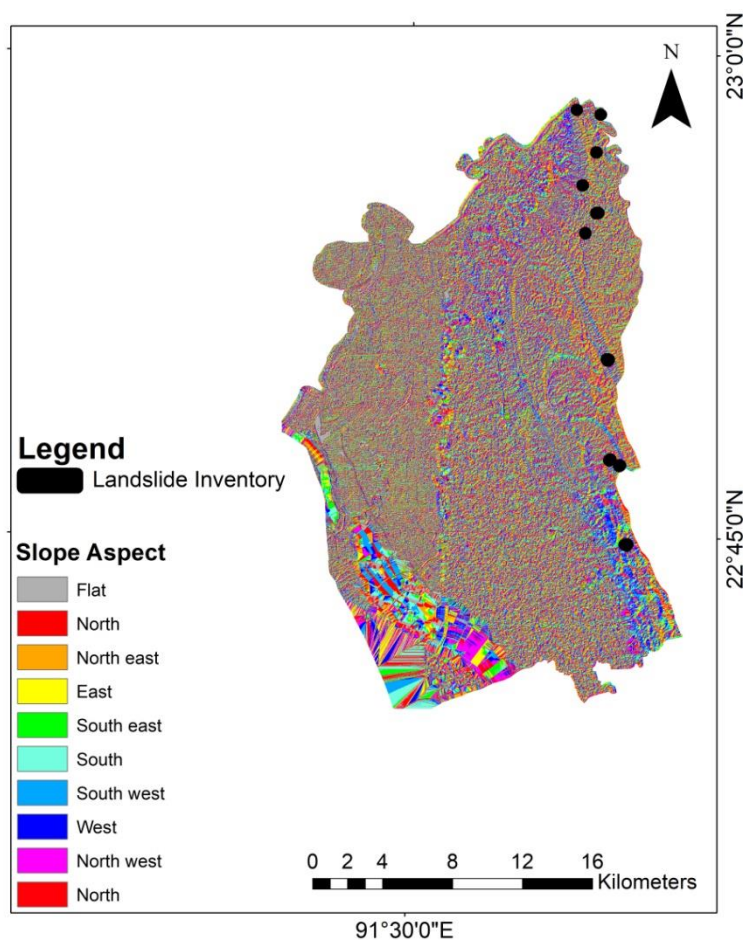 N
23°0'0"N
22°45'0"N
Legend
Landslide Inventory
Slope Aspect
Flat
North
North east
East
South east
South
South west
West
North west
North
0 2 4 8 12 16
Kilometers
91°30'0"E